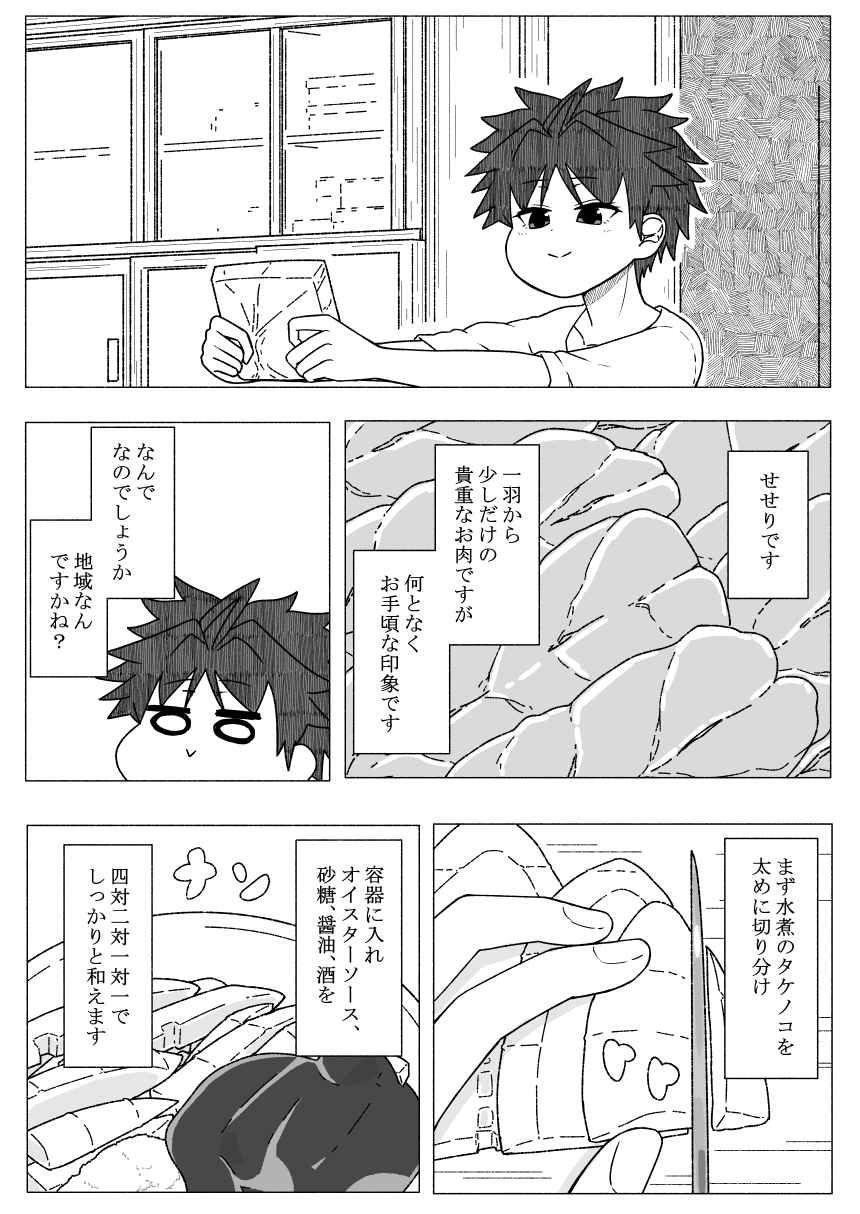 せせりです
一羽から
少しだけの
貴重なお肉ですが
何となく
お手頃な印象です
なんで
なのでしょうか
地域なん
ですかね？
まず水煮のタケノコを
太めに切り分け
容器に入れ
オイスターソース、
砂糖、醤油、酒を
四対二対一対一で
しっかりと和えます